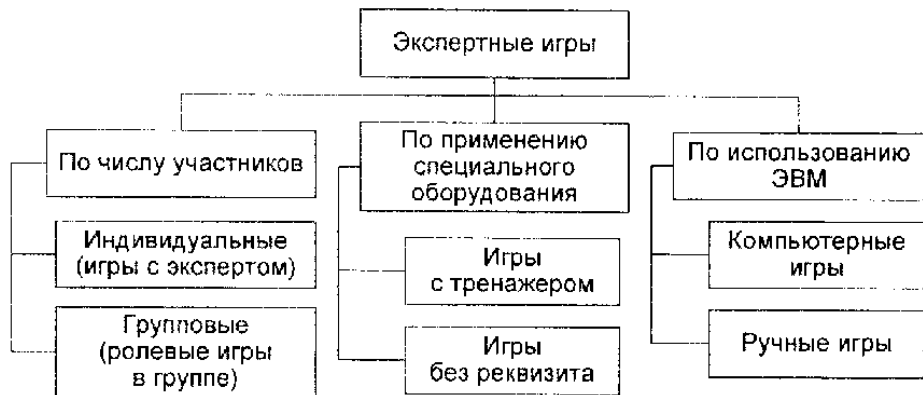 Экспертные игры
По числу участников
Индивидуальные
(игры с экспертом)
Групповые
(ролевые игры
в группе)
По применению
специального
оборудования
Игры
с тренажером
Игры
без реквизита
По использованию
ЭВМ
Компьютерные
игры
Ручные игры